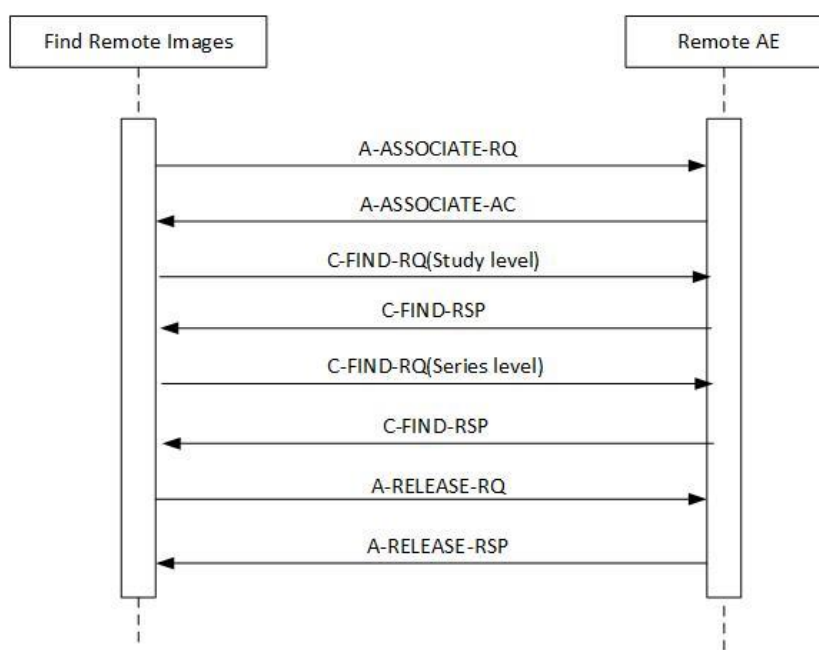 Find Remote Images
Remote AE
A-ASSOCIATE-RQ
A-ASSOCIATE-AC
C-FIND-RQ(Study level)
C-FIND-RSP
C-FIND-RQ(Series level)
C-FIND-RSP
A-RELEASE-RQ
A-RELEASE-RSP